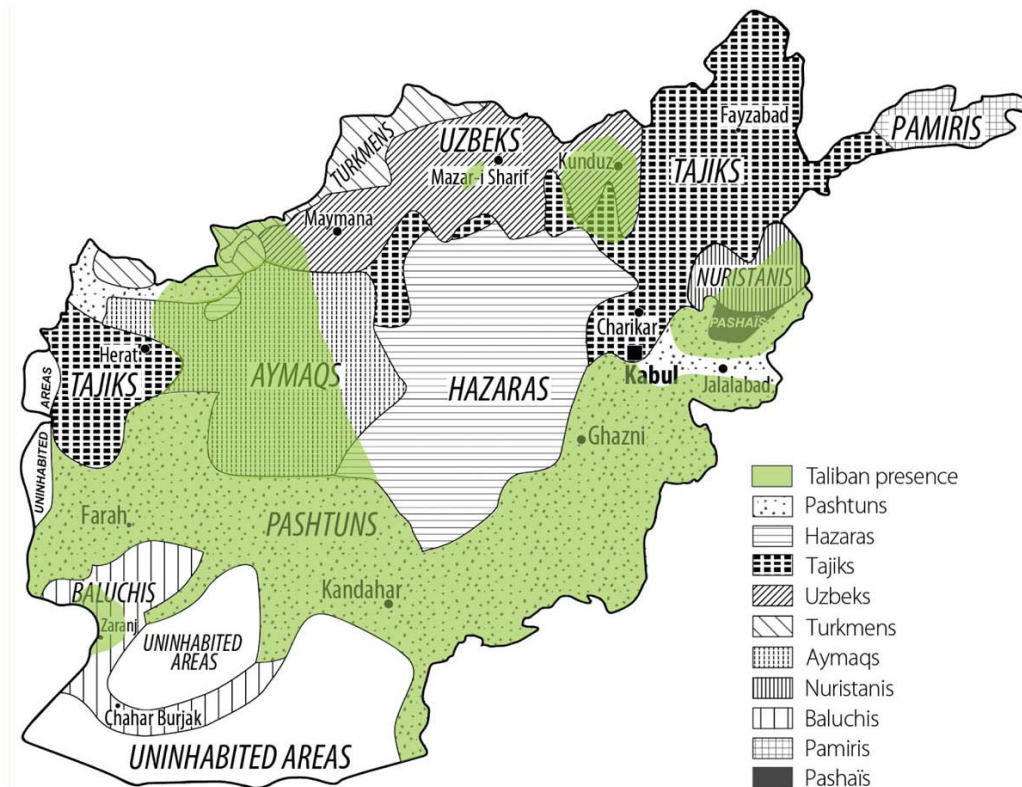 Fayzabad
PAMIRIS
UZBEKS
TURKMENS
Kunduz
Mazar-i Sharif
TAJIKS
Maymana
NURISTANIS
Charikar
PASHAÏS
Herat
Kabul
Jalalabad
AYMAQS
TAJIKS
HAZARAS
UNINHABITED AREAS
Ghazni
Farah
PASHTUNS
BALUCHIS
Kandahar
Zaranj
UNINHABITED
AREAS
Chahar Burjak
UNINHABITED AREAS
Taliban presence
Pashtuns
Hazaras
Tajiks
Uzbeks
Turkmens
Aymaqs
Nuristanis
Baluchis
Pamiris
Pashaïs